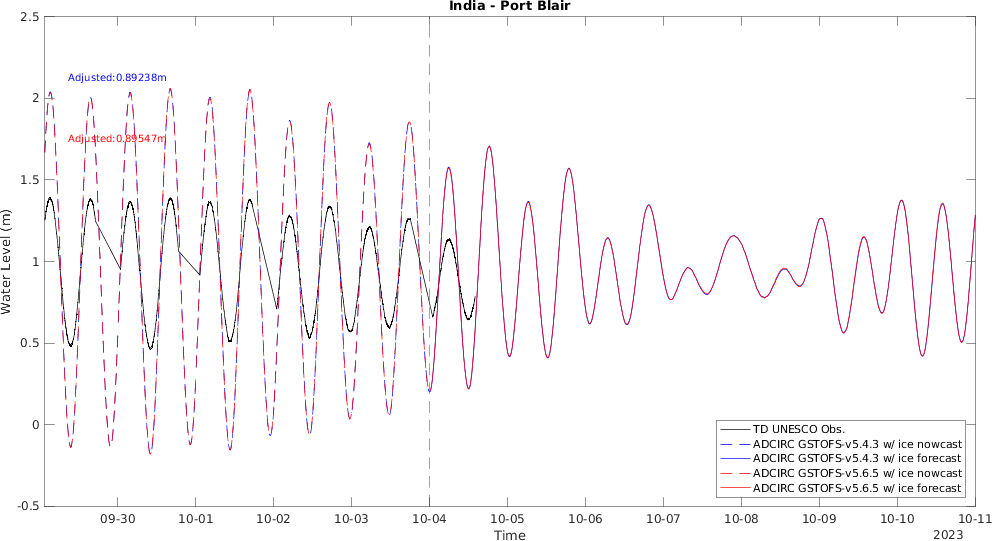 India - Port Blair
2.5
2
1.5
1
0.5
0
-0.5
Water Level (m)
Adjusted:0.89238m
Adjusted:0.89547m
TD UNESCO Obs.
ADCIRC GSTOFS-v5.4.3 w/ ice nowcast
ADCIRC GSTOFS-v5.4.3 w/ ice forecast
ADCIRC GSTOFS-v5.6.5 w/ ice nowcast
ADCIRC GSTOFS-v5.6.5 w/ ice forecast
09-30 10-01 10-02 10-03 10-04 10-05 10-06 10-07 10-08 10-09 10-10 10-11
Time
2023